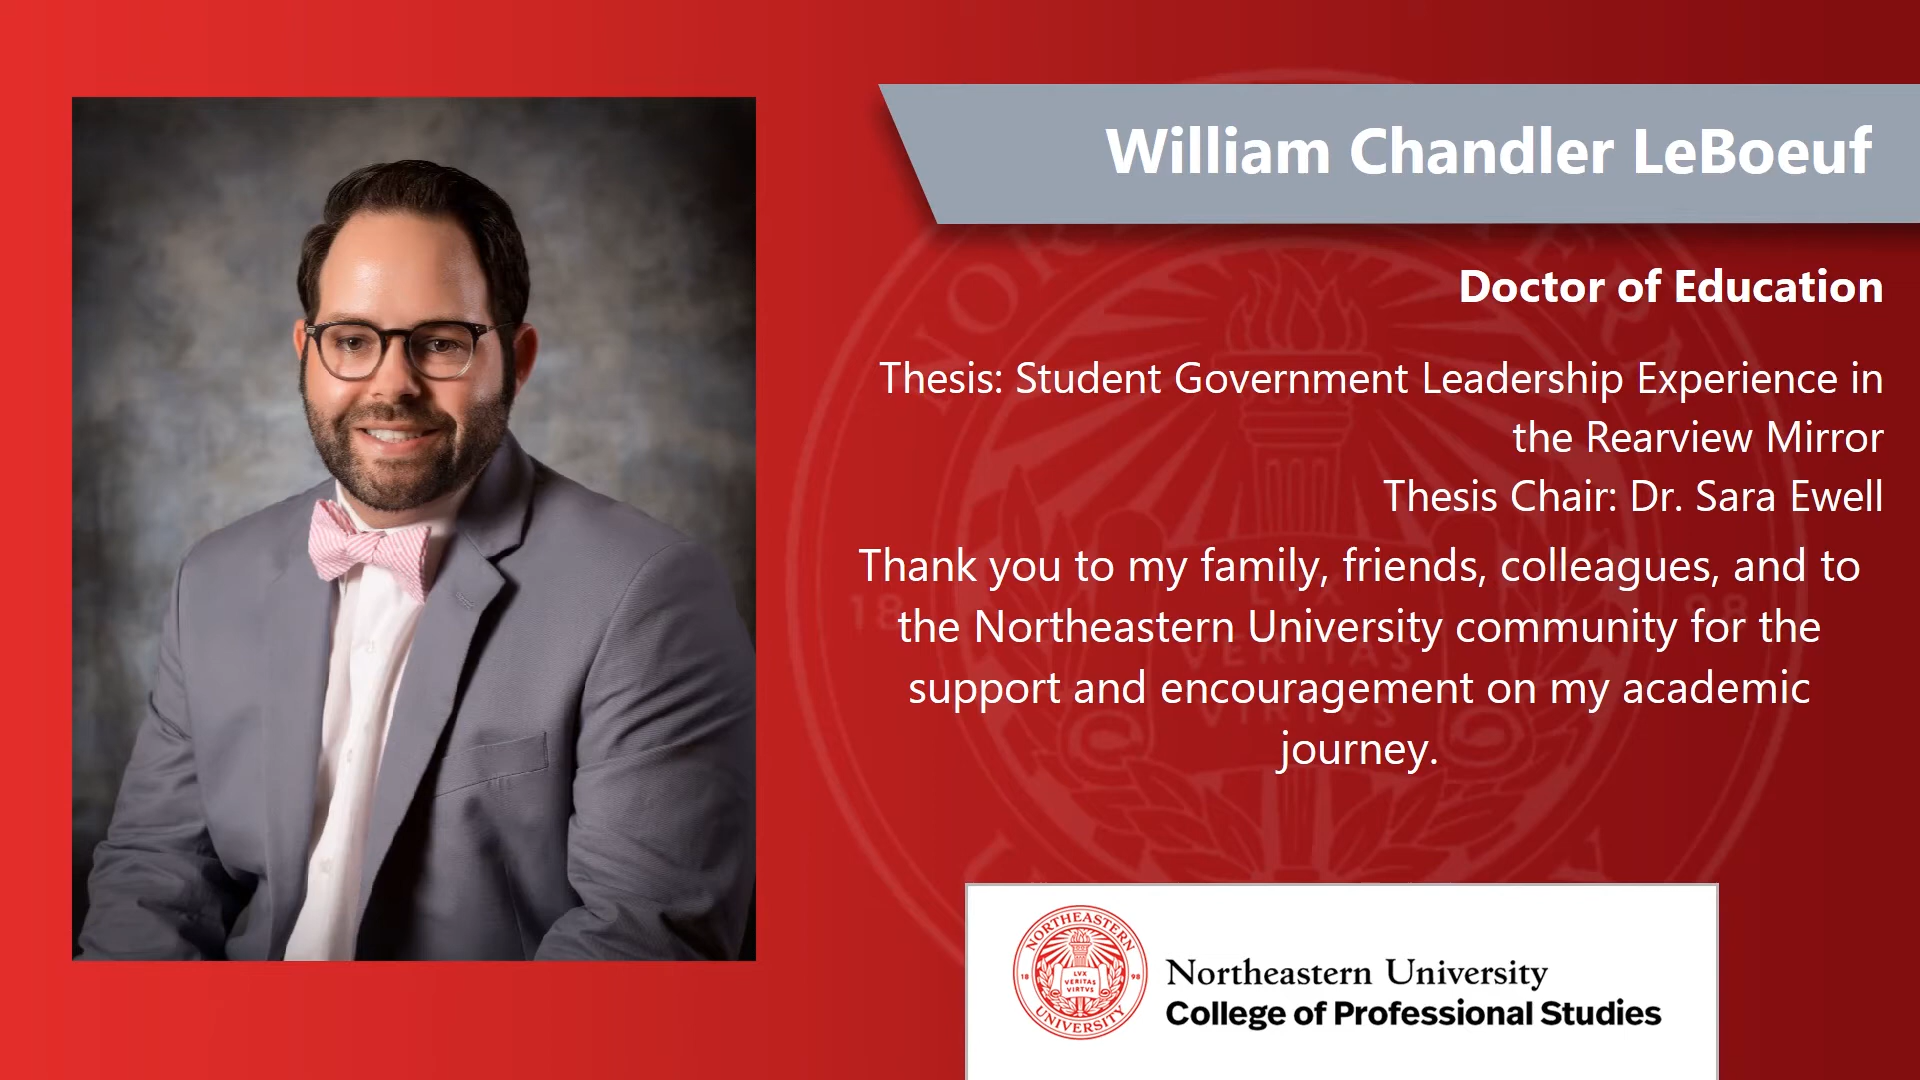 William Chandler LeBoeuf
Doctor of Education
Thesis: Student Government Leadership Experience in
the Rearview Mirror
Thesis Chair: Dr. Sara Ewell
Thank you to my family, friends, colleagues, and to
the Northeastern University community for the
support and encouragement on my academic
journey.
NORTHEASTERN
18 98
LVX
VERITAS
VIRTVS
UNIVERSITY
Northeastern University
College of Professional Studies